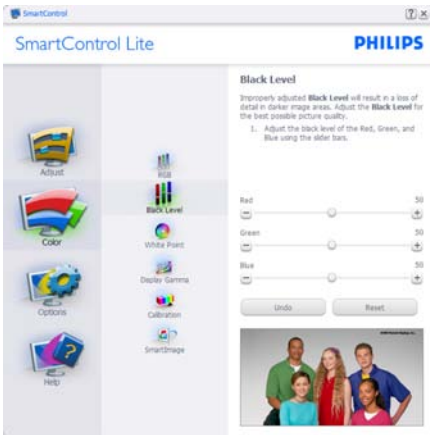 SmartControl
SmartControl Lite
PHILIPS
Adjust
Color
Options
Help
RGB
Black Level
White Point
Display Gamma
Calibration
SmartImage
Black Level
Improperly adjusted Black Level will result in a loss of
detail in darker image areas. Adjust the Black Level for
the best possible picture quality.
1. Adjust the black level of the Red, Green, and
Blue using the slider bars.
Red 50
Green 50
Blue 50
Undo Reset